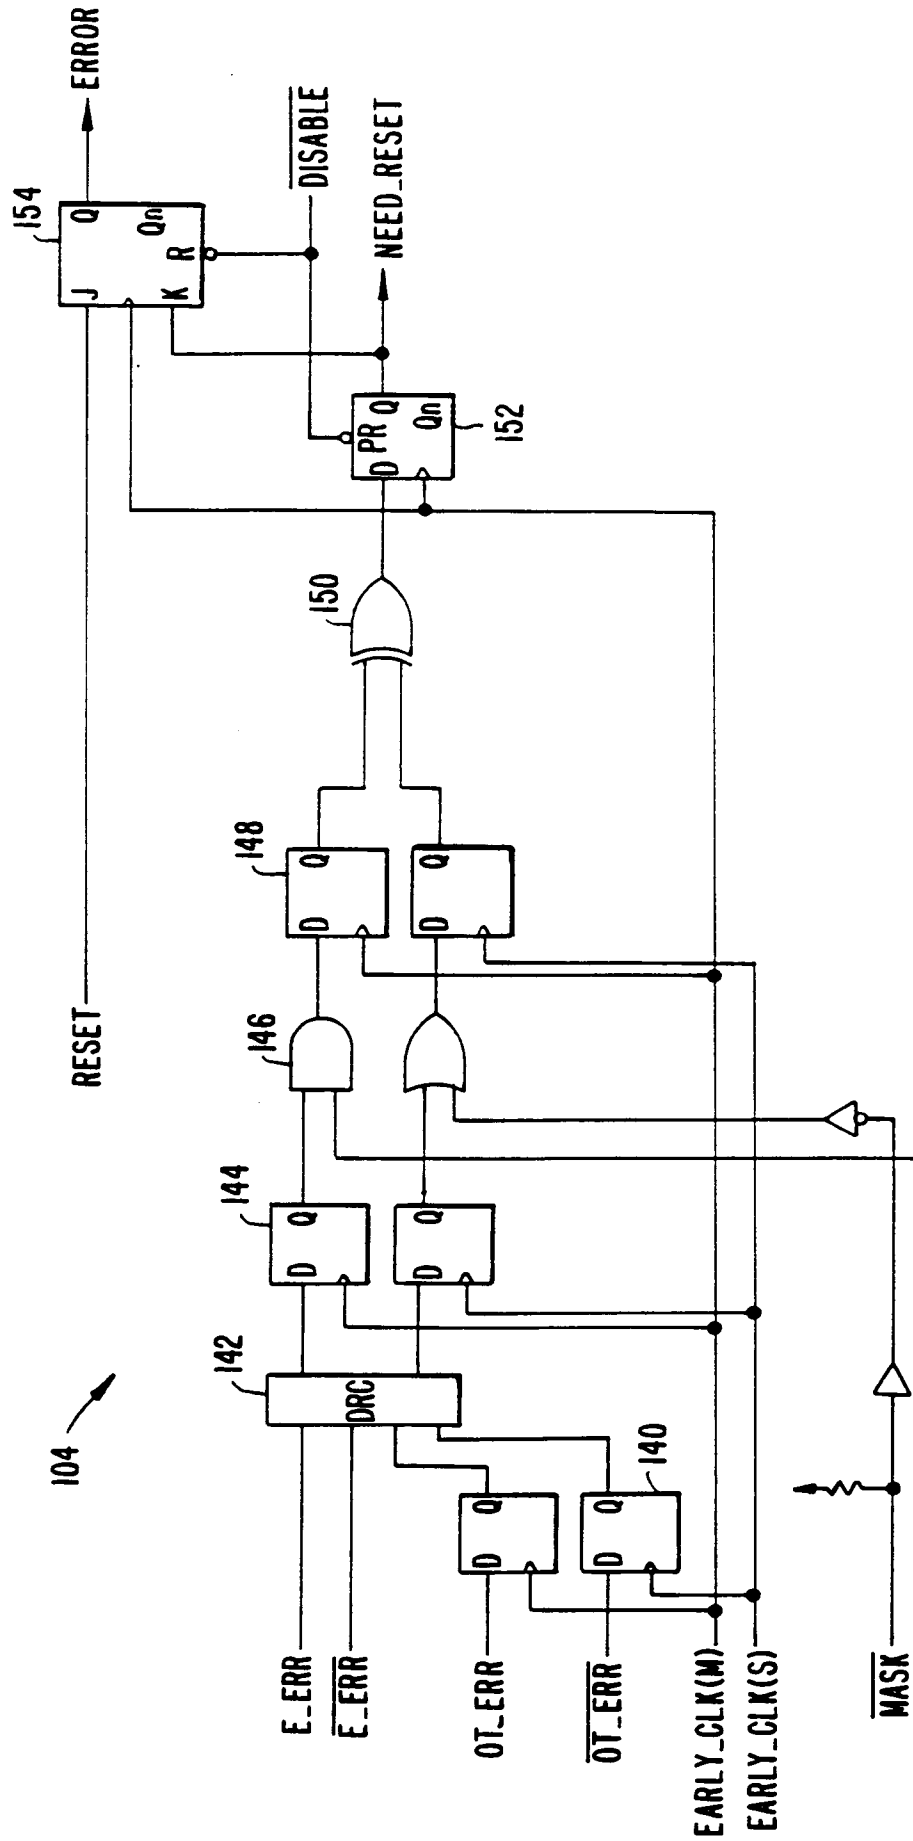 154
104
RESET
J
Q
ERROR
K
R
Qn
142
144
146
148
E_ERR
E_ERR
DRC
D
Q
D
Q
D
Q
D
Q
150
D
PR
Q
Qn
152
DISABLE
NEED_RESET
OT_ERR
D
Q
OT_ERR
D
Q
140
EARLY_CLK(M)
EARLY_CLK(S)
MASK